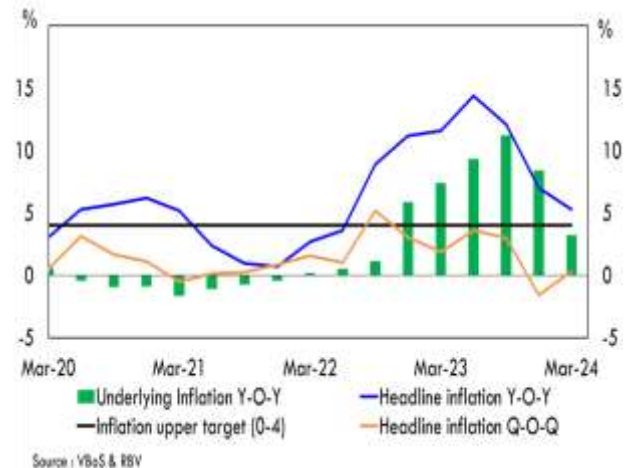 % %
15 15
10 10
5 5
0 0
-5 -5
Mar-20 Mar-21 Mar-22 Mar-23 Mar-24
Underlying Inflation Y-O-Y Headline inflation Y-O-Y
Inflation upper target (0-4) Headline inflation Q-O-Q
Source : VBoS & RBV